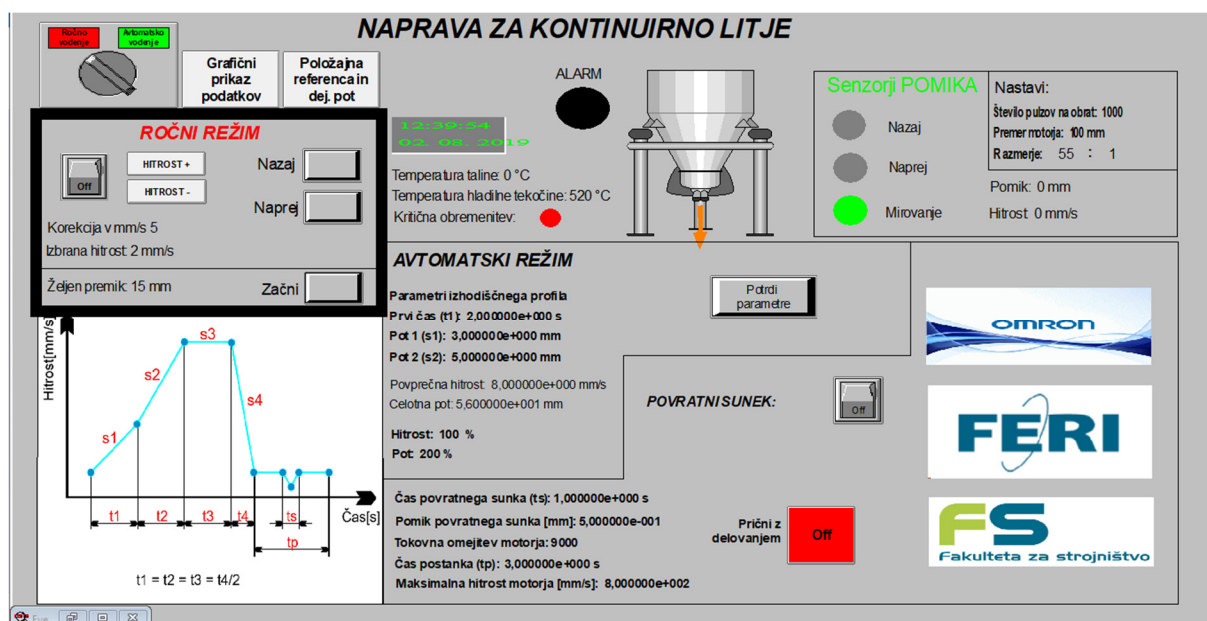 NAPRAVA ZA KONTINUIRNO LITJE
Ročno
vodenje
Avtomatsko
vodenje
Grafični
prikaz
podatkov
Položajna
referenca in
dej. pot
ROČNI REŽIM
Off
HITROST +
HITROST -
Nazaj
Naprej
Korekcija v mm/s 5
Izbrana hitrost: 2 mm/s
Željen premik: 15 mm
Začni
12:39:54
02. 08. 2019
ALARM
Temperatura taline: 0 °C
Temperatura hladilne tekočine: 520 °C
Kritična obremenitev:
Senzorji POMIKA
Nazaj
Naprej
Mirovanje
Nastavi:
Število pulzov na obrat: 1000
Premer motorja: 100 mm
Razmerje: 55 : 1
Pomik: 0 mm
Hitrost: 0 mm/s
AVTOMATSKI REŽIM
Parametri izhodiščnega profila
Prvi čas (t1): 2,000000e+000 s
Pot 1 (s1): 3,000000e+000 mm
Pot 2 (s2): 5,000000e+000 mm
Povprečna hitrost: 8,000000e+000 mm/s
Celotna pot: 5,600000e+001 mm
Hitrost: 100 %
Pot: 200 %
Potrdi
parametre
POVRATNI SUNEK:
Off
Čas povratnega sunka (ts): 1,000000e+000 s
Pomik povratnega sunka [mm]: 5,000000e-001
Tokovna omejitev motorja: 9000
Čas postanka (tp): 3,000000e+000 s
Maksimalna hitrost motorja [mm/s]: 8,000000e+002
Prični z
delovanjem
Off
OMRON
FERI
FS
Fakulteta za strojništvo
Hitrost[mm/s]
s1
s2
s3
s4
t1
t2
t3
t4
ts
tp
Čas[s]
t1 = t2 = t3 = t4/2